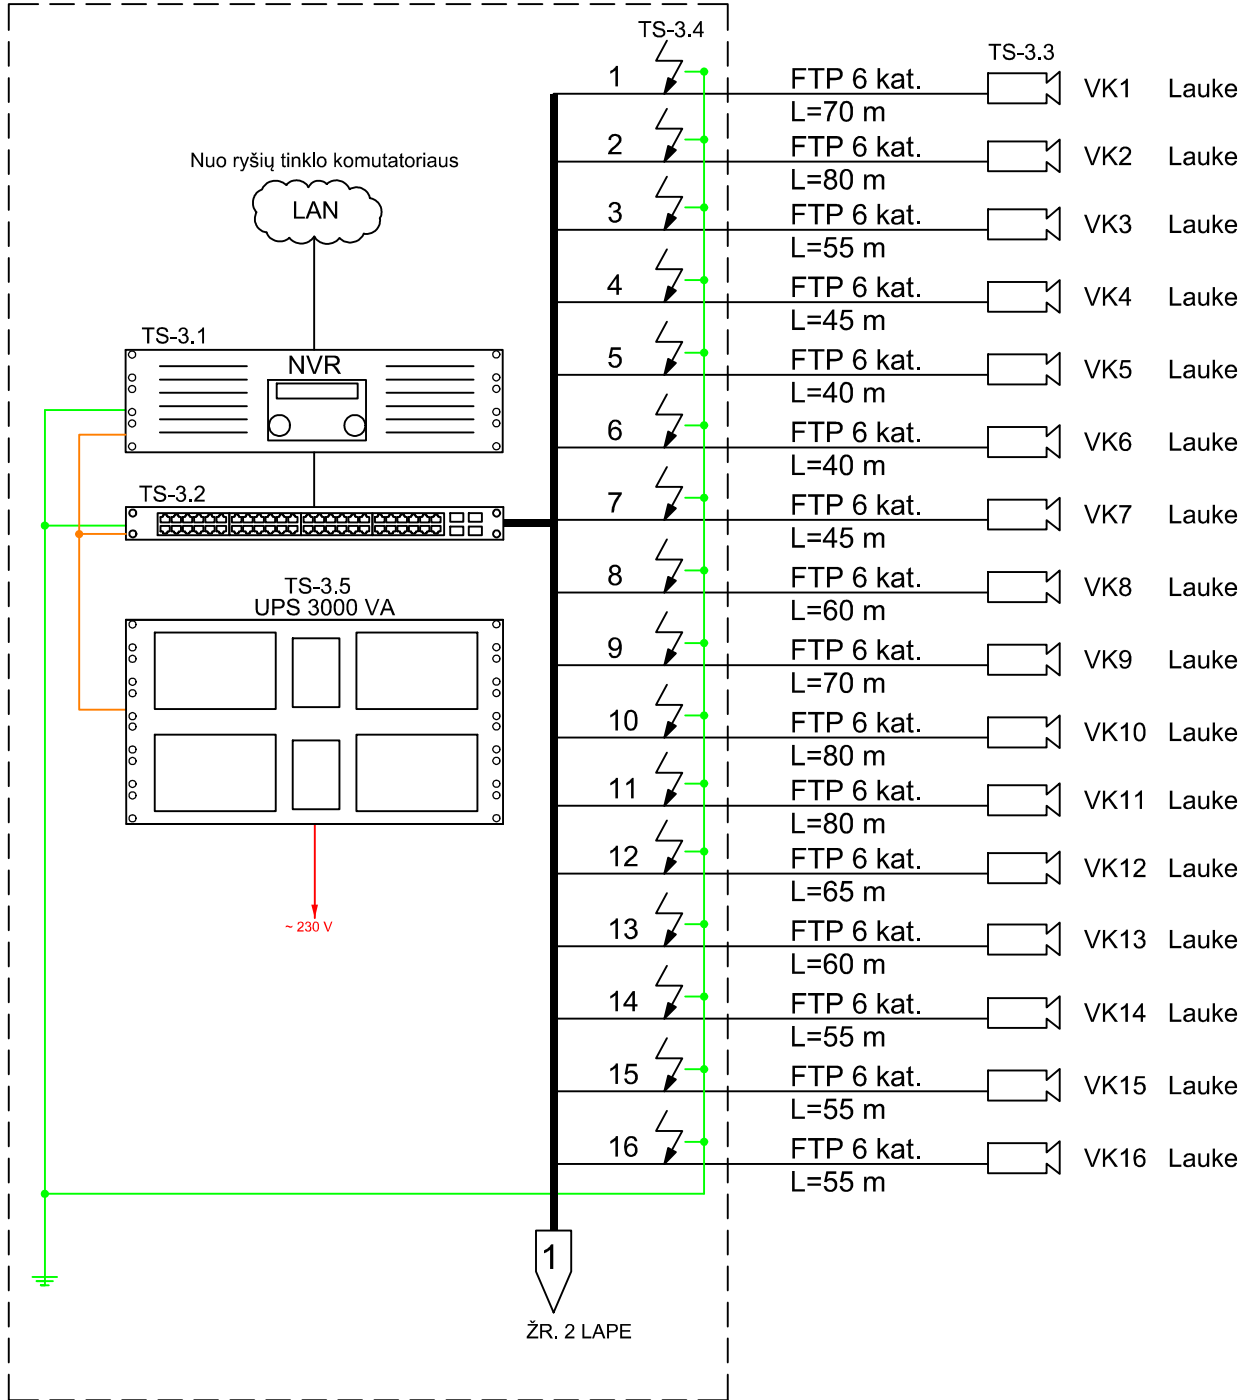 TS-3.4
TS-3.3
1 FTP 6 kat. VK1 Lauke
L=70 m
2 FTP 6 kat. VK2 Lauke
L=80 m
3 FTP 6 kat. VK3 Lauke
L=55 m
4 FTP 6 kat. VK4 Lauke
L=45 m
5 FTP 6 kat. VK5 Lauke
L=40 m
6 FTP 6 kat. VK6 Lauke
L=40 m
7 FTP 6 kat. VK7 Lauke
L=45 m
8 FTP 6 kat. VK8 Lauke
L=60 m
9 FTP 6 kat. VK9 Lauke
L=70 m
10 FTP 6 kat. VK10 Lauke
L=80 m
11 FTP 6 kat. VK11 Lauke
L=80 m
12 FTP 6 kat. VK12 Lauke
L=65 m
13 FTP 6 kat. VK13 Lauke
L=60 m
14 FTP 6 kat. VK14 Lauke
L=55 m
15 FTP 6 kat. VK15 Lauke
L=55 m
16 FTP 6 kat. VK16 Lauke
L=55 m
Nuo ryšių tinklo komutatoriaus
LAN
TS-3.1
NVR
TS-3.2
TS-3.5
UPS 3000 VA
~ 230 V
1
ŽR. 2 LAPE